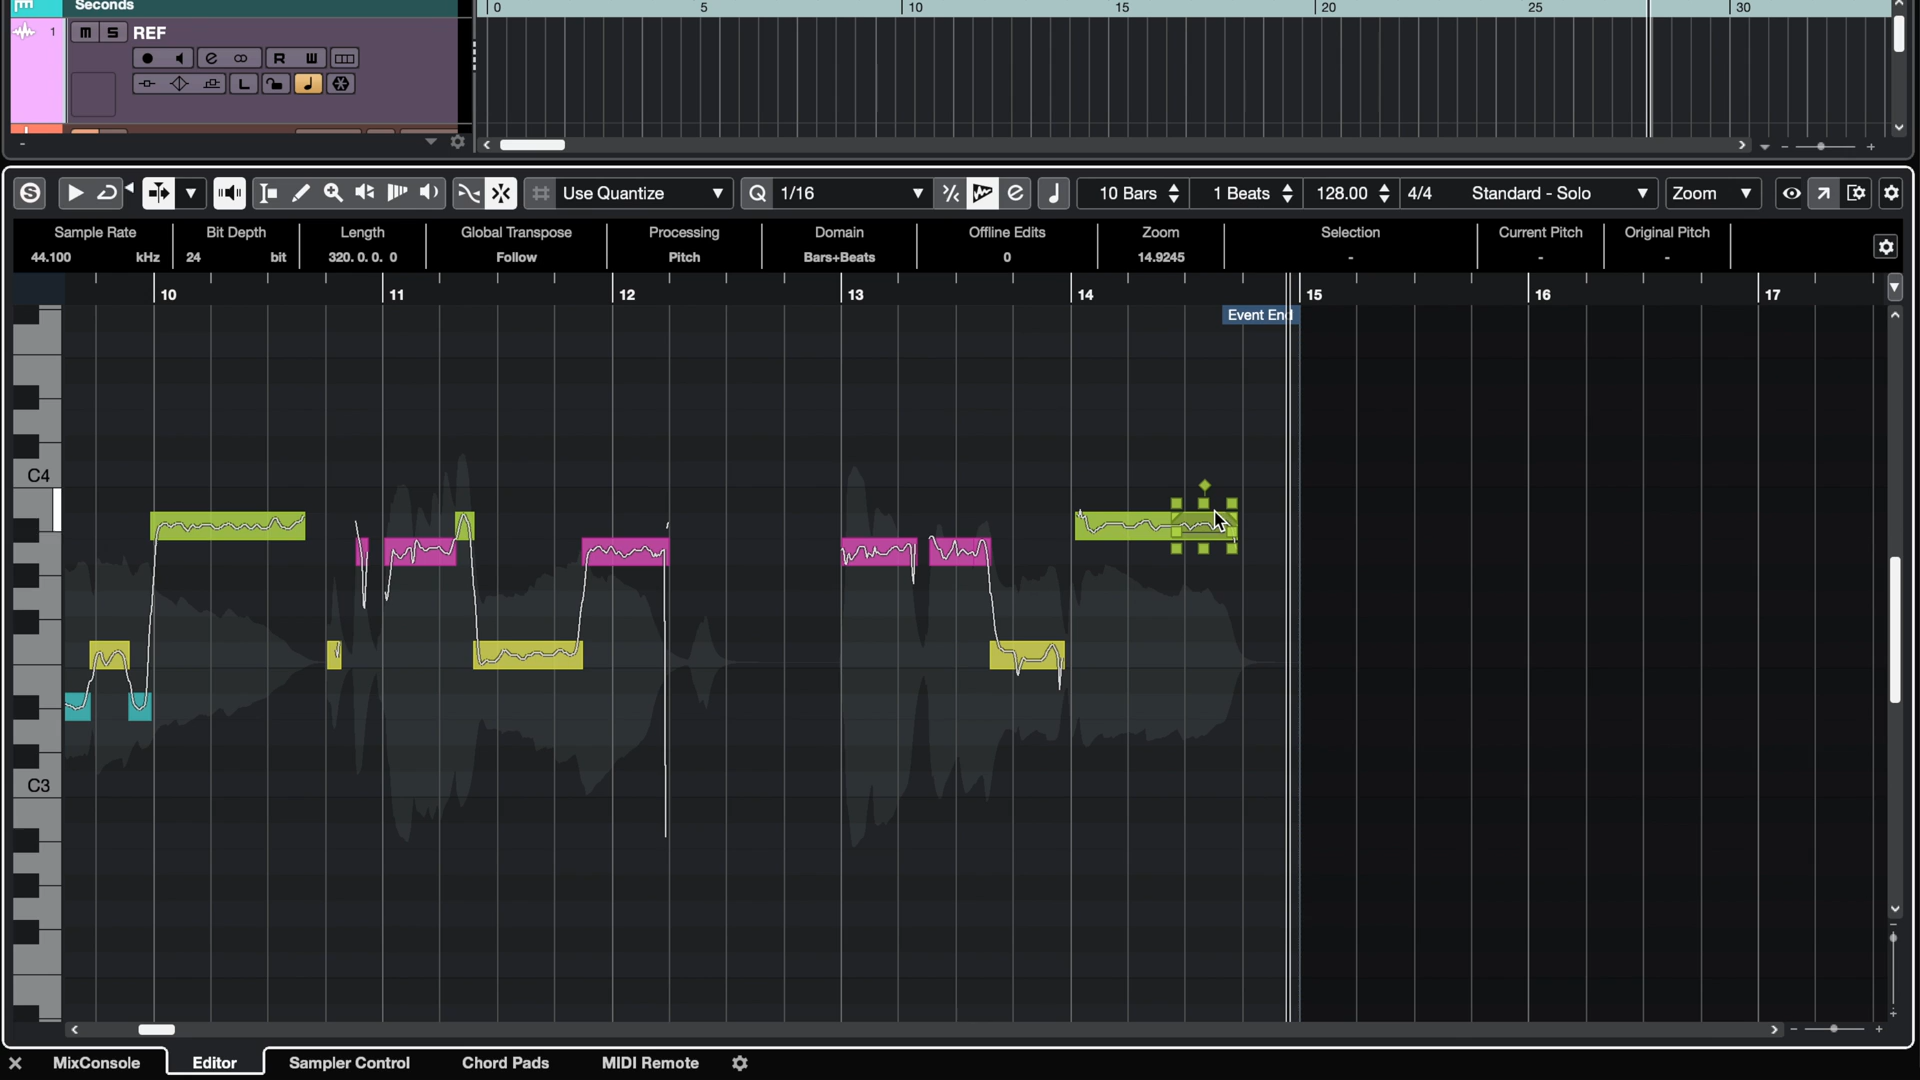 Seconds
0 5 10 15 20 25 30
1 M S REF
R W
L
Use Quantize Q 1/16 10 Bars 1 Beats 128.00 4/4 Standard - Solo Zoom
Sample Rate Bit Depth Length Global Transpose Processing Domain Offline Edits Zoom Selection Current Pitch Original Pitch
44.100 kHz 24 bit 320. 0. 0. 0 Follow Pitch Bars+Beats 0 14.9245 - - -
10 11 12 13 14 15 16 17
Event End
C4
C3
MixConsole Editor Sampler Control Chord Pads MIDI Remote